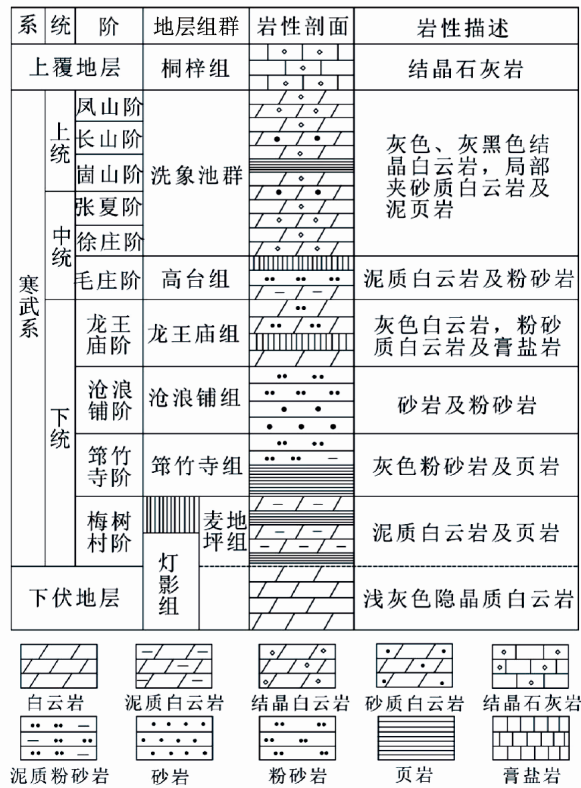 系 统 阶 地层组群 岩性剖面 岩性描述
上覆地层 桐梓组 结晶石灰岩
寒武系
上统
中统
下统
凤山阶
长山阶
崮山阶
张夏阶
徐庄阶
洗象池群
灰色、灰黑色结
晶白云岩，局部
夹砂质白云岩及
泥页岩
毛庄阶 高台组 泥质白云岩及粉砂岩
龙王
庙阶
龙王庙组
灰色白云岩，粉砂
质白云岩及膏盐岩
沧浪
铺阶
沧浪铺组
砂岩及粉砂岩
筇竹
寺阶
筇竹寺组
灰色粉砂岩及页岩
梅树
村阶
麦地
坪组
泥质白云岩及页岩
灯影组
下伏地层 浅灰色隐晶质白云岩
白云岩 泥质白云岩 结晶白云岩 砂质白云岩 结晶石灰岩
泥质粉砂岩 砂岩 粉砂岩 页岩 膏盐岩